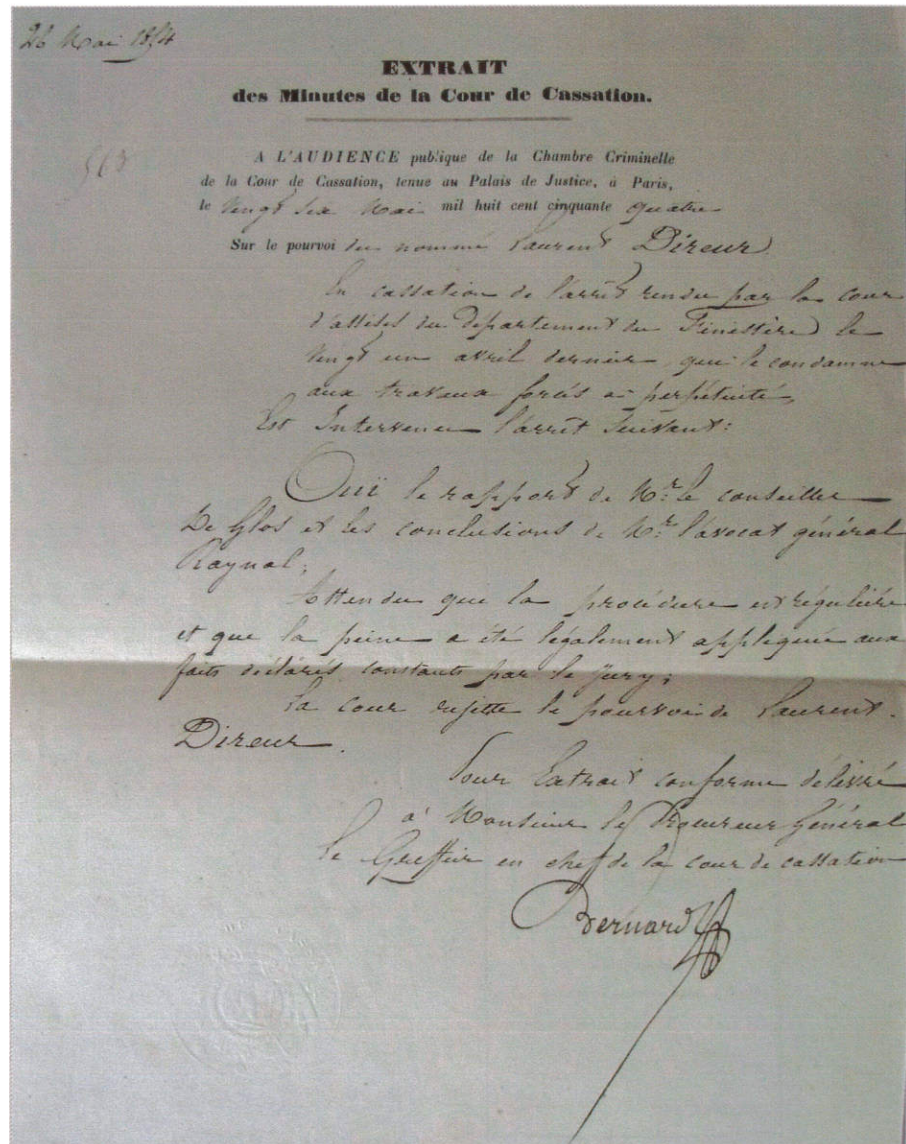 26 Mai 1854
EXTRAIT
des Minutes de la Cour de Cassation.
563
A L'AUDIENCE publique de la Chambre Criminelle
de la Cour de Cassation, tenue au Palais de Justice, à Paris,
le vingt six Mai mil huit cent cinquante quatre
Sur le pourvoi du nommé Laurent Direur
En cassation de l'arrêt rendu par la cour
d'assises du département du Finistère le
vingt un avril dernier, qui le condamne
aux travaux forcés à perpétuité,
Est Intervenu l'arrêt Suivant:
Ouï le rapport de Mr. le conseiller
De Glos et les conclusions de Mr. l'avocat général
Raynal;
Attendu que la procédure est régulière
et que la peine a été légalement appliquée aux
faits déclarés constants par le jury;
La cour rejette le pourvoi de Laurent
Direur.
Pour Extrait conforme délivré
à Monsieur le Procureur Général
le Greffier en chef de la cour de cassation
Bernard